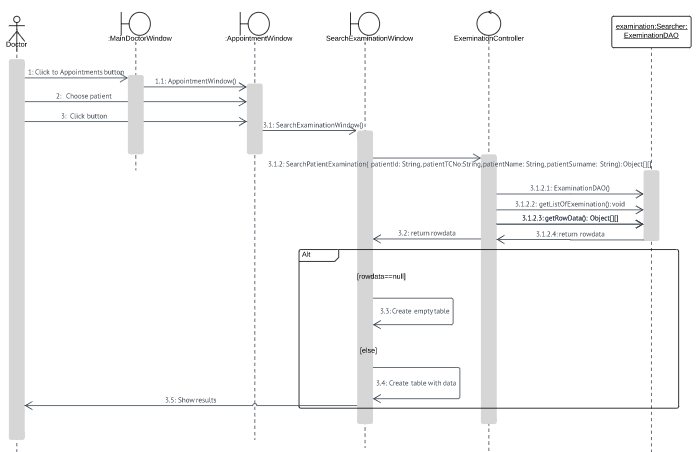 Doctor
:MainDoctorWindow
:AppointmentWindow
SearchExaminationWindow
ExeminationController
examination:Searcher:
ExeminationDAO
1: Click to Appointments button
1.1: AppointmentWindow()
2: Choose patient
3: Click button
3.1: SearchExaminationWindow()
3.1.2: SearchPatientExamination( patientId: String,patientTCNo:String,patientName: String,patientSurname: String):Object[][]
3.1.2.1: ExaminationDAO()
3.1.2.2: getListOfExemination(): void
3.1.2.3:getRowData(): Object[][]
3.2: return rowdata
3.1.2.4: return rowdata
Alt
[rowdata==null]
3.3: Create empty table
[else]
3.4: Create table with data
3.5: Show results